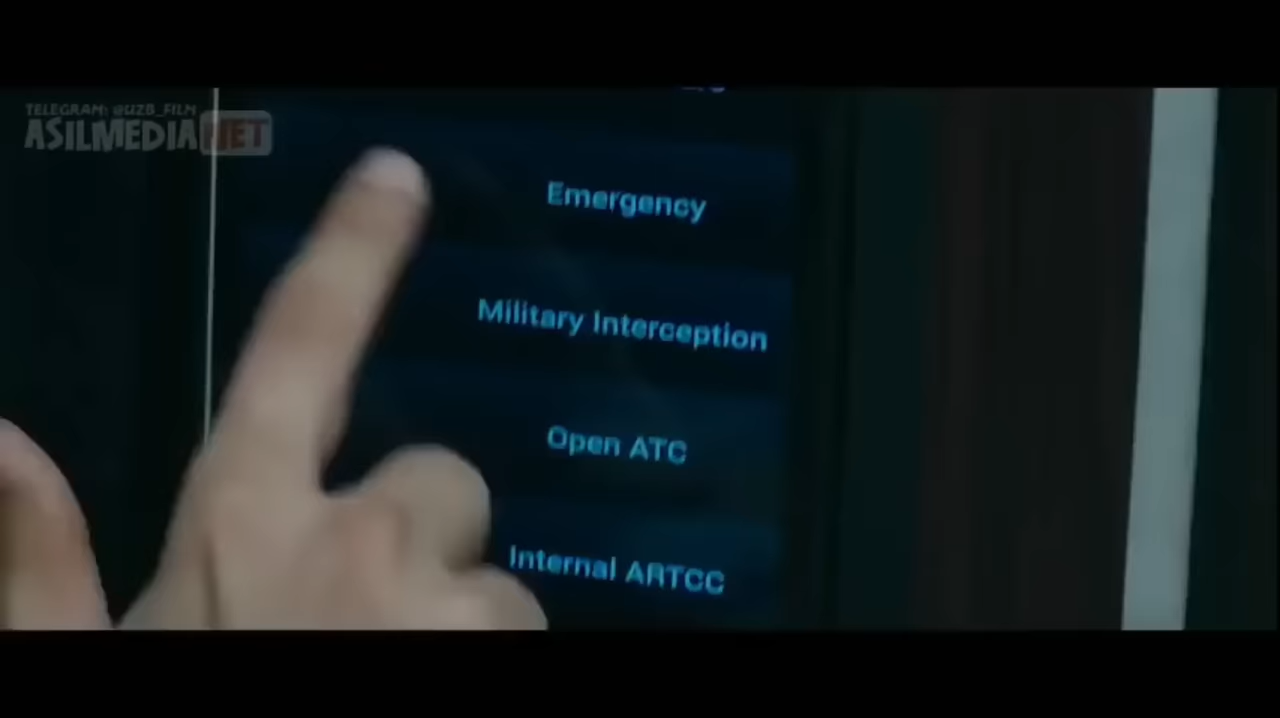 TELEGRAM: @UZB_FILM
ASILMEDIA NET
Emergency
Military Interception
Open ATC
Internal ARTCC